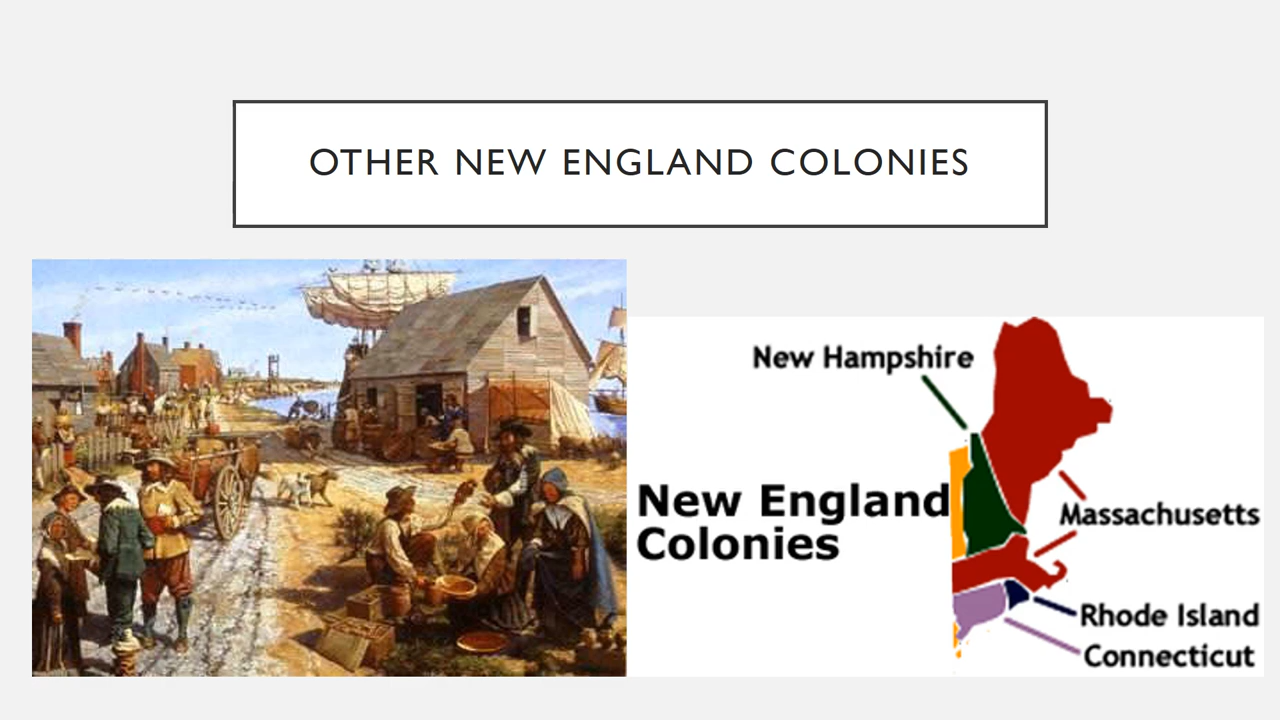 OTHER NEW ENGLAND COLONIES
New Hampshire
New England
Colonies
Massachusetts
Rhode Island
Connecticut